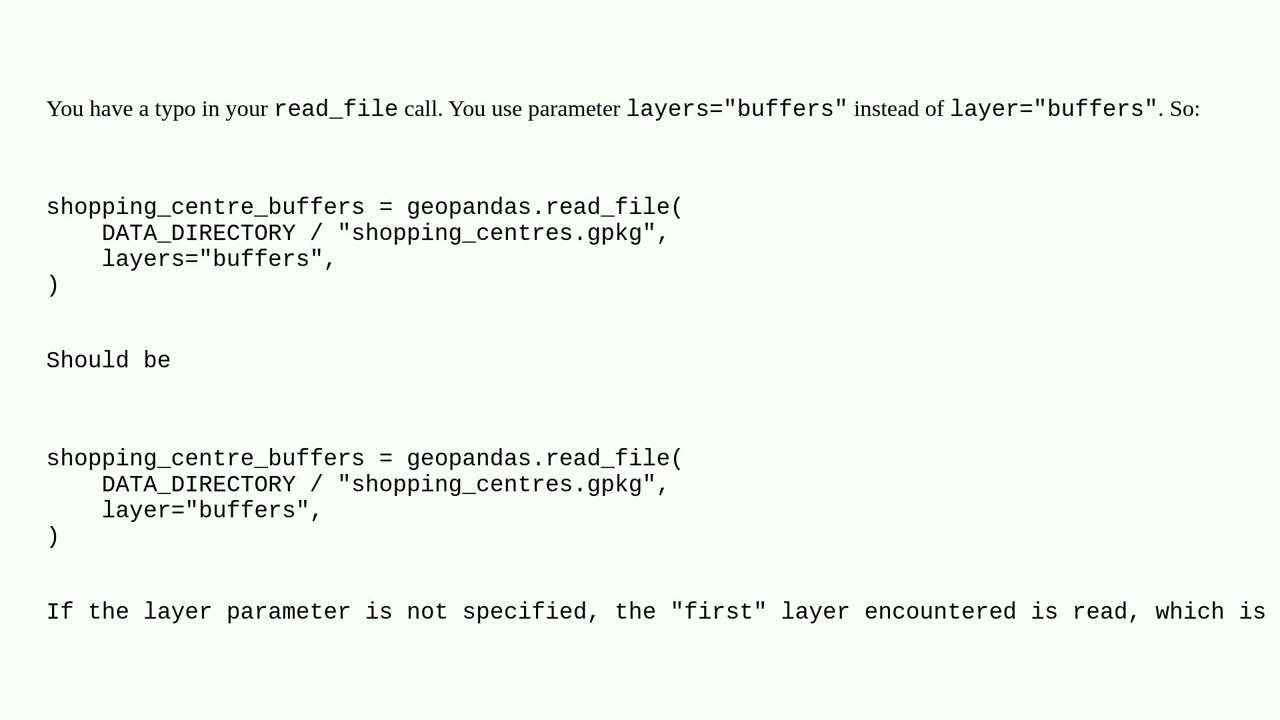 You have a typo in your read_file call. You use parameter layers="buffers" instead of layer="buffers". So:
shopping_centre_buffers = geopandas.read_file(
    DATA_DIRECTORY / "shopping_centres.gpkg",
    layers="buffers",
)
Should be
shopping_centre_buffers = geopandas.read_file(
    DATA_DIRECTORY / "shopping_centres.gpkg",
    layer="buffers",
)
If the layer parameter is not specified, the "first" layer encountered is read, which is